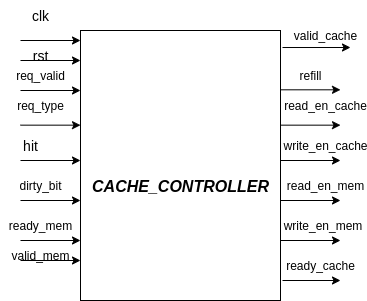 clk
rst
req_valid
req_type
hit
dirty_bit
ready_mem
valid_mem
CACHE_CONTROLLER
valid_cache
refill
read_en_cache
write_en_cache
read_en_mem
write_en_mem
ready_cache